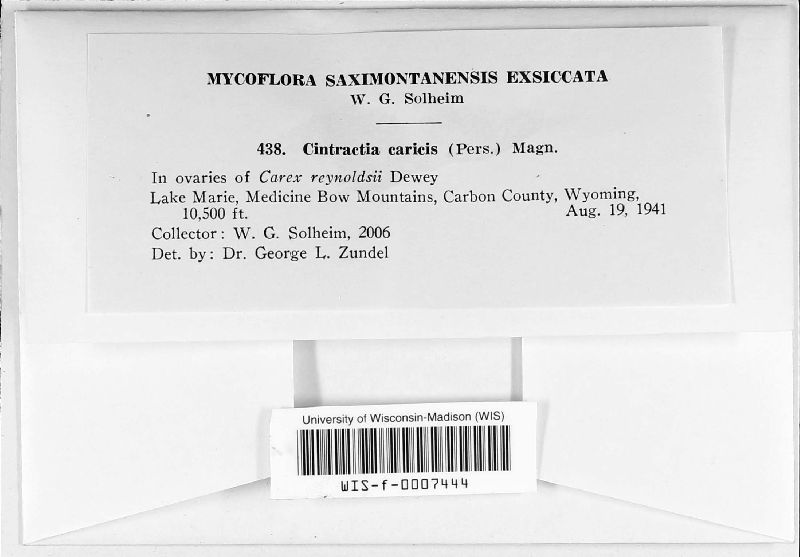 MYCOFLORA SAXIMONTANENSIS EXSICCATA
W. G. Solheim
438. Cintractia caricis (Pers.) Magn.
In ovaries of Carex reynoldsii Dewey
Lake Marie, Medicine Bow Mountains, Carbon County, Wyoming,
10,500 ft. Aug. 19, 1941
Collector: W. G. Solheim, 2006
Det. by: Dr. George L. Zundel
University of Wisconsin-Madison (WIS)
WIS-f-0007444